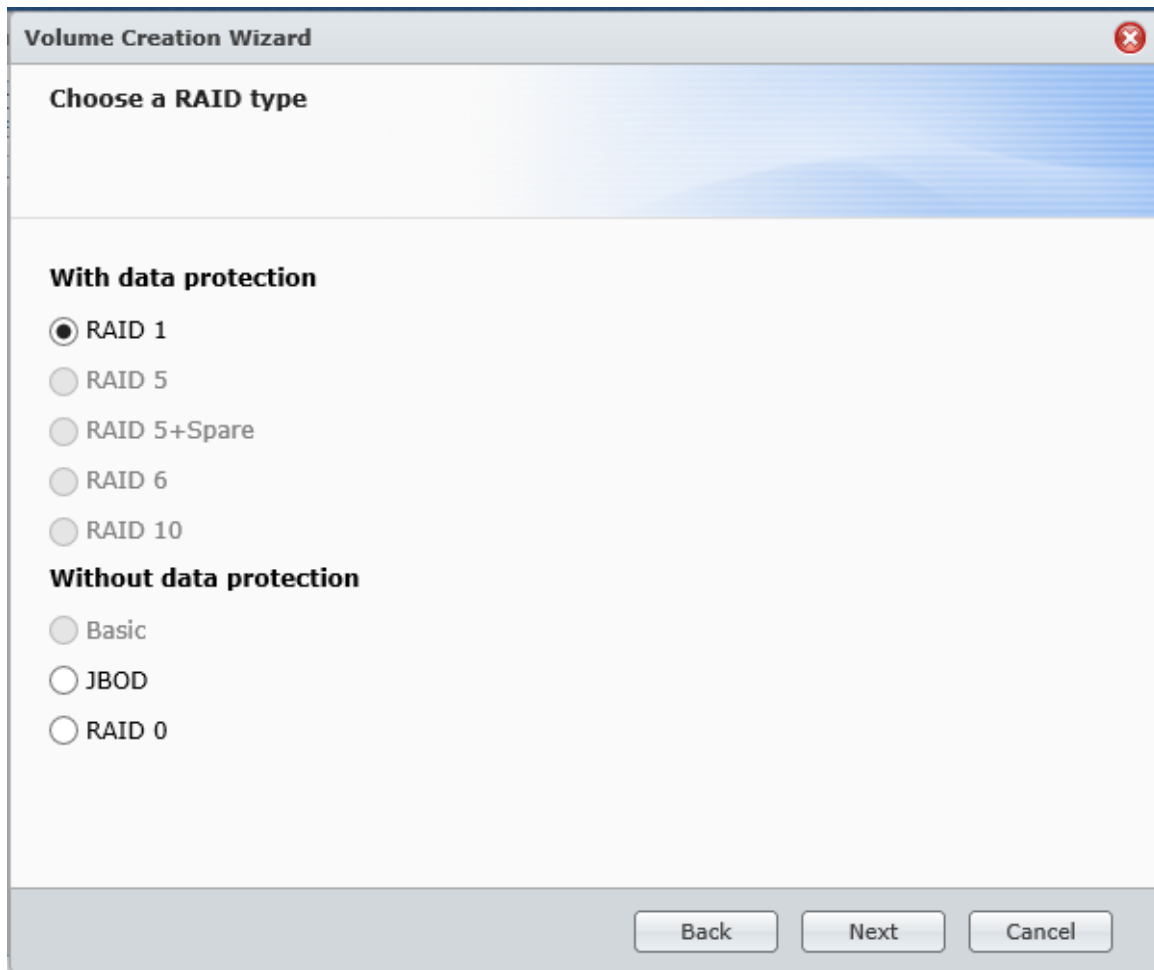 Volume Creation Wizard
Choose a RAID type
With data protection
RAID 1
RAID 5
RAID 5+Spare
RAID 6
RAID 10
Without data protection
Basic
JBOD
RAID 0
Back Next Cancel